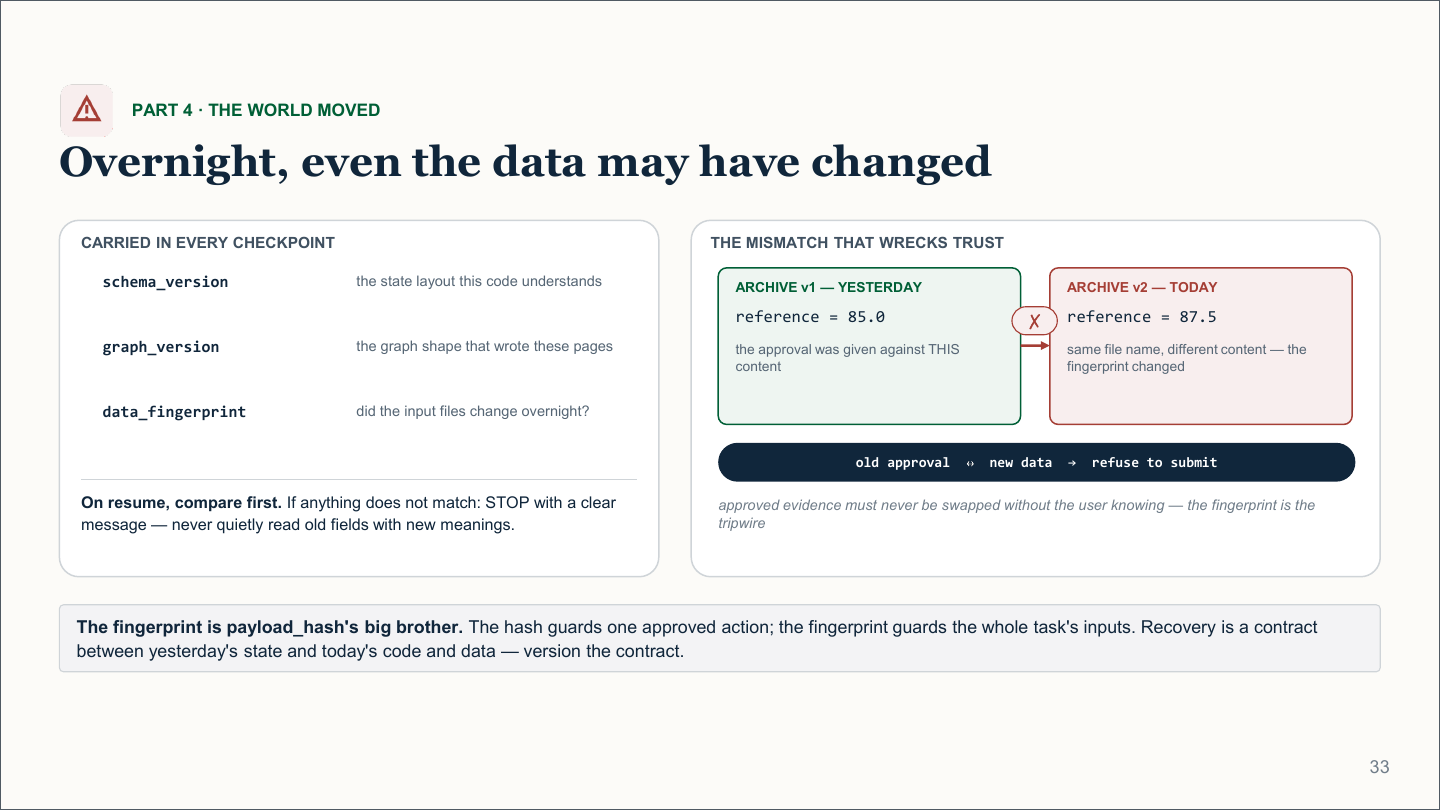 PART 4 · THE WORLD MOVED
Overnight, even the data may have changed
CARRIED IN EVERY CHECKPOINT
schema_version the state layout this code understands
graph_version the graph shape that wrote these pages
data_fingerprint did the input files change overnight?
On resume, compare first. If anything does not match: STOP with a clear
message — never quietly read old fields with new meanings.
THE MISMATCH THAT WRECKS TRUST
ARCHIVE v1 — YESTERDAY
reference = 85.0
the approval was given against THIS
content
✗
ARCHIVE v2 — TODAY
reference = 87.5
same file name, different content — the
fingerprint changed
old approval ↔ new data → refuse to submit
approved evidence must never be swapped without the user knowing — the fingerprint is the
tripwire
The fingerprint is payload_hash's big brother. The hash guards one approved action; the fingerprint guards the whole task's inputs. Recovery is a contract
between yesterday's state and today's code and data — version the contract.
33